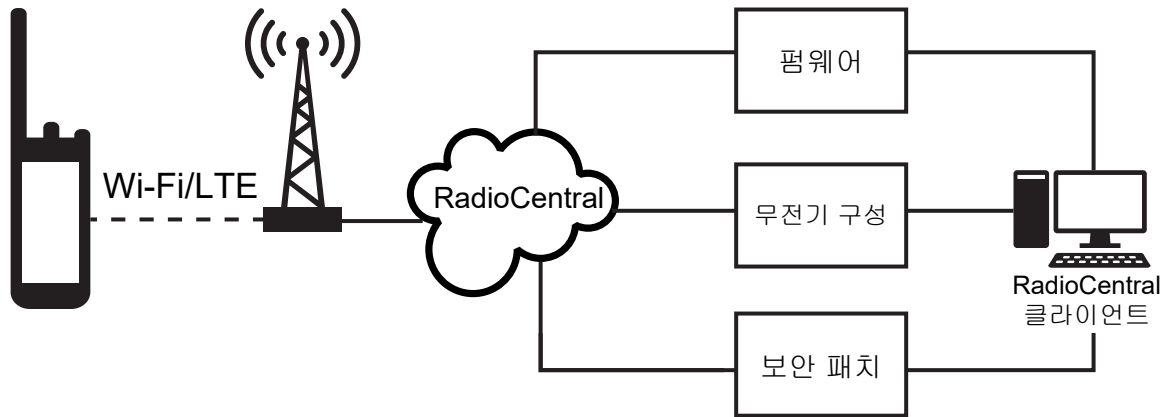 펌웨어
Wi-Fi/LTE
RadioCentral
무전기 구성
RadioCentral
클라이언트
보안 패치